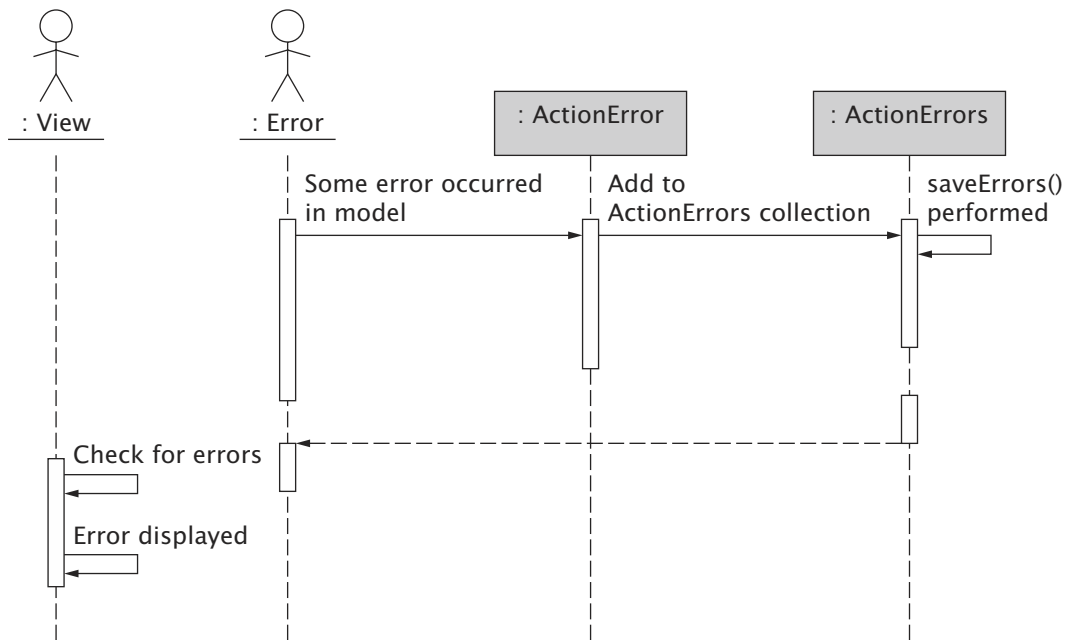 : View
: Error
: ActionError
: ActionErrors
Some error occurred
in model
Add to
ActionErrors collection
saveErrors()
performed
Check for errors
Error displayed